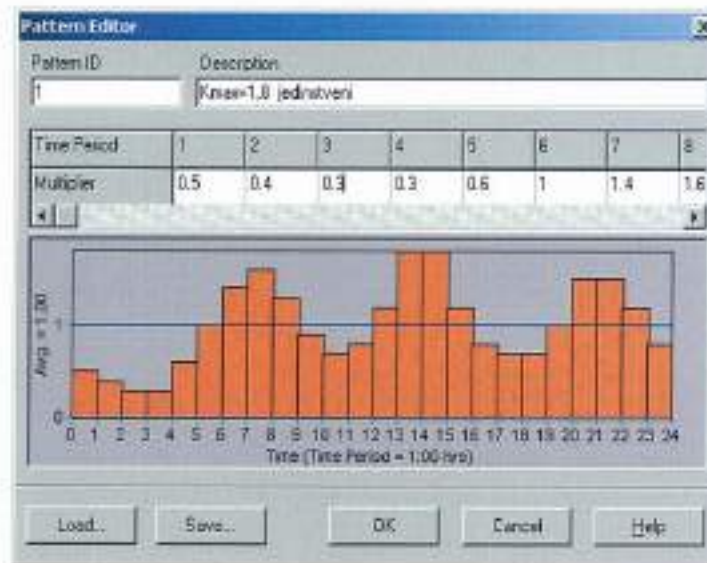 Pattern Editor
Pattern ID Description
1 Kmax=1,8 jedinstveni
Time Period 1 2 3 4 5 6 7 8
Multiplier 0.5 0.4 0.3 0.3 0.6 1 1.4 1.6
Avg. = 1.00
1
0
0 1 2 3 4 5 6 7 8 9 10 11 12 13 14 15 16 17 18 19 20 21 22 23 24
Time (Time Period = 1:00 hrs)
Load... Save... OK Cancel Help